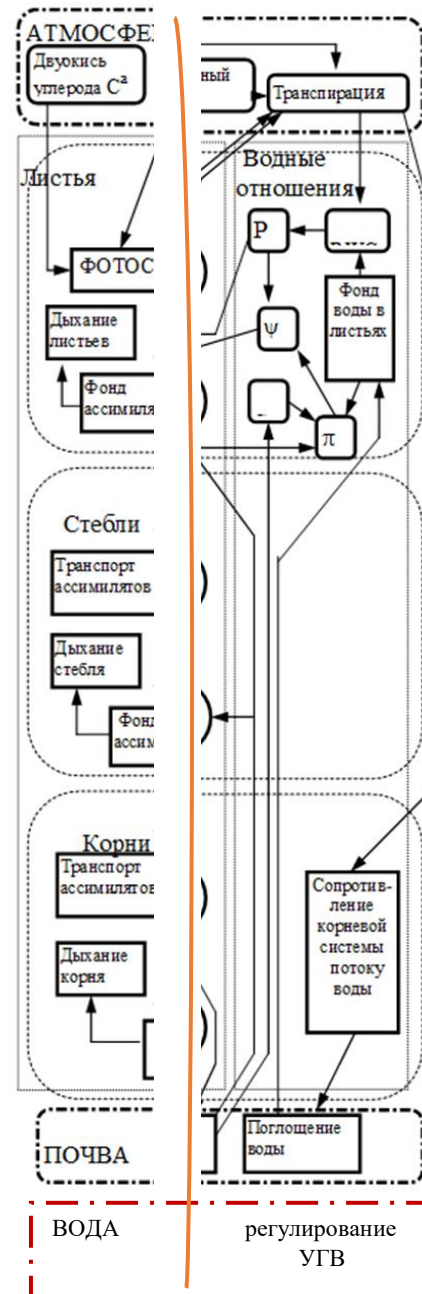 АТМОСФЕ
Двуокись
углерода Cª
ный
Транспирация
Листья
Водные
отношения
ФОТОС
P
Фонд
воды в
листьях
Дыхание
листьев
ψ
Фонд
ассимиля
π
Стебли
Транспорт
ассимилятов
Дыхание
стебля
Фонд
ассим
Корни
Транспорт
ассимилятов
Дыхание
корня
Сопротив-
ление
корневой
системы
потоку
воды
ПОЧВА
Поглощение
воды
ВОДА
регулирование
УГВ